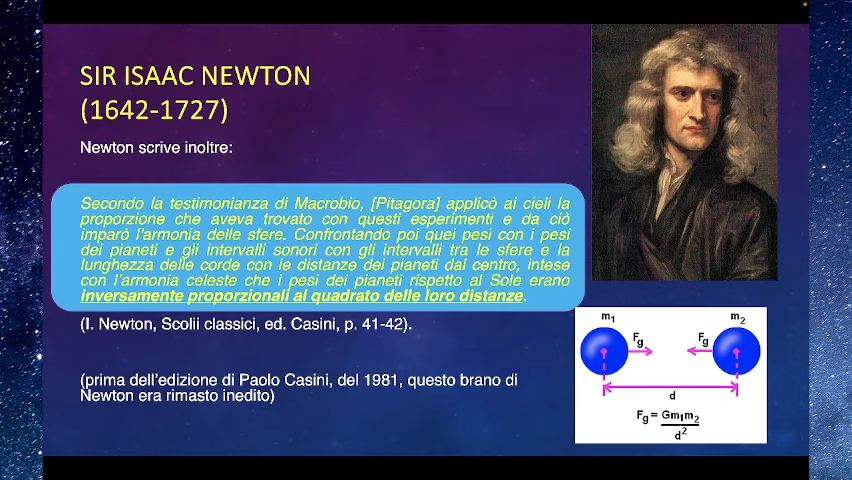 SIR ISAAC NEWTON
(1642-1727)
Newton scrive inoltre:
Secondo la testimonianza di Macrobio, [Pitagora] applicò ai cieli la
proporzione che aveva trovato con questi esperimenti e da ciò
imparò l'armonia delle sfere. Confrontando poi quei pesi con i pesi
dei pianeti e gli intervalli sonori con gli intervalli tra le sfere e la
lunghezza delle corde con le distanze dei pianeti dal centro, intese
con l'armonia celeste che i pesi dei pianeti rispetto al Sole erano
inversamente proporzionali al quadrato delle loro distanze.
(I. Newton, Scolii classici, ed. Casini, p. 41-42).
(prima dell'edizione di Paolo Casini, del 1981, questo brano di
Newton era rimasto inedito)
m₁ m₂
Fg Fg
d
Fg = Gm₁m₂
d²